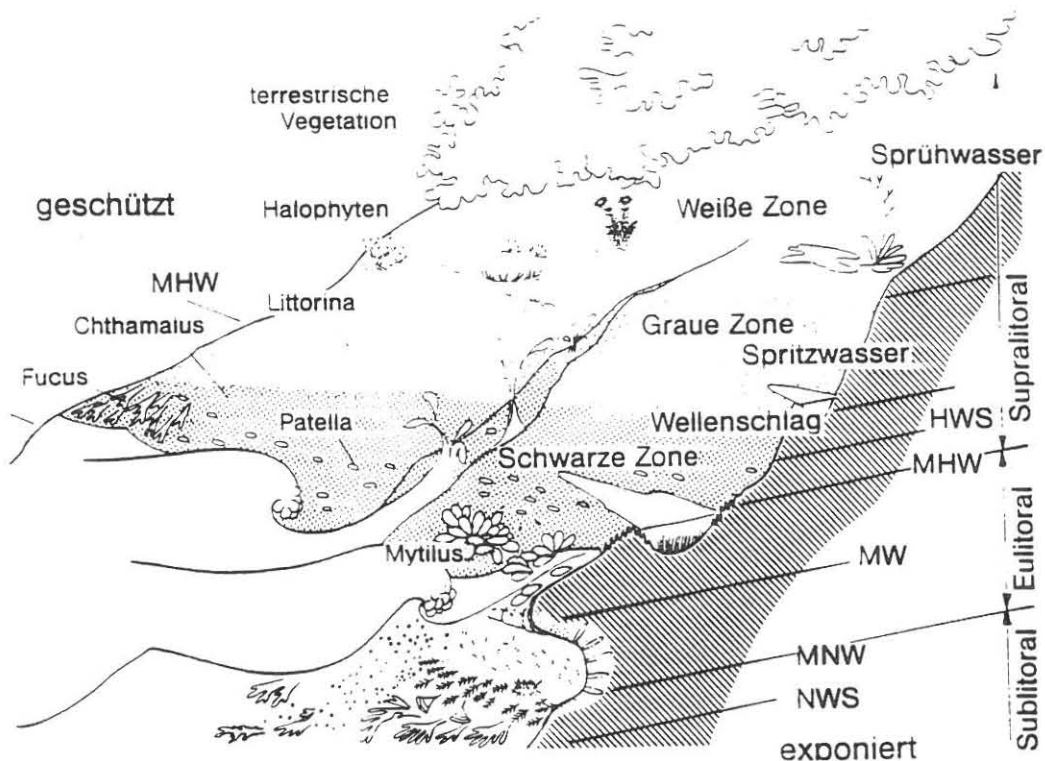 terrestrische
Vegetation
Sprühwasser
geschützt
Halophyten
Weiße Zone
MHW
Littorina
Chthamalus
Graue Zone
Spritzwasser
Fucus
Patella
Wellenschlag
HWS
Schwarze Zone
MHW
Mytilus
MW
MNW
NWS
exponiert
Supralitoral
Eulitoral
Sublitoral